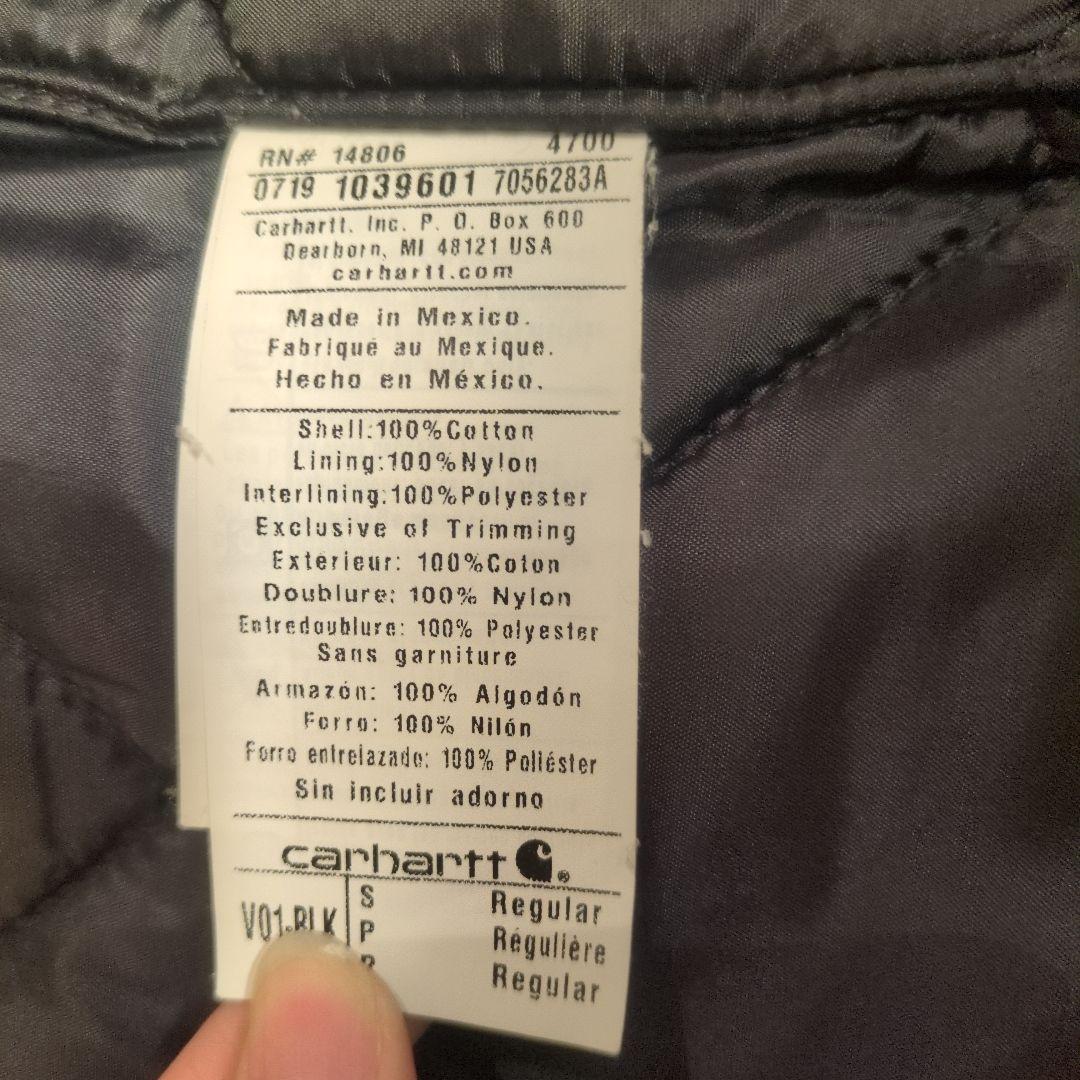 RN# 14806 4700
0719 1039601 7056283A
Carhartt, Inc. P. O. Box 600
Dearborn, MI 48121 USA
carhartt.com
Made in Mexico.
Fabriqué au Mexique.
Hecho en México.
Shell:100%Cotton
Lining:100%Nylon
Interlining:100%Polyester
Exclusive of Trimming
Extérieur: 100%Coton
Doublure: 100% Nylon
Entredoublure: 100% Polyester
Sans garniture
Armazón: 100% Algodón
Forro: 100% Nilón
Forro entrelazado: 100% Poliéster
Sin incluir adorno
carhartt
V01-BLK
S Regular
P Régulière
Regular